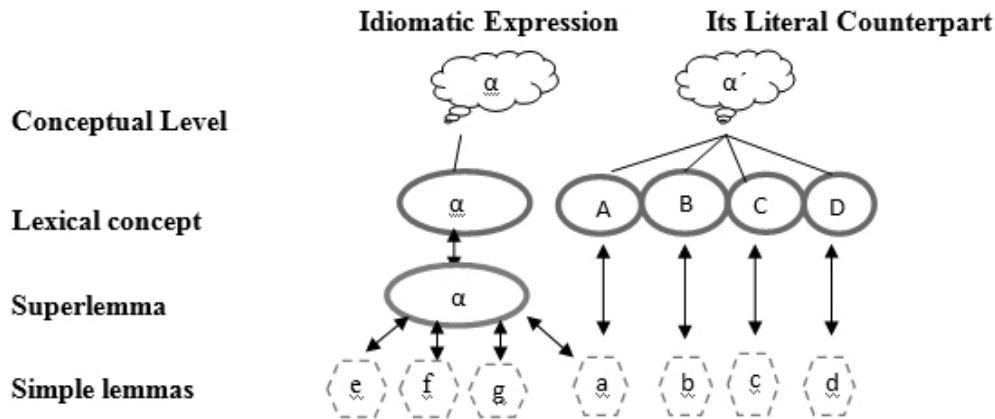 Idiomatic Expression Its Literal Counterpart
α α´
Conceptual Level
Lexical concept α A B C D
Superlemma α
Simple lemmas e f g a b c d